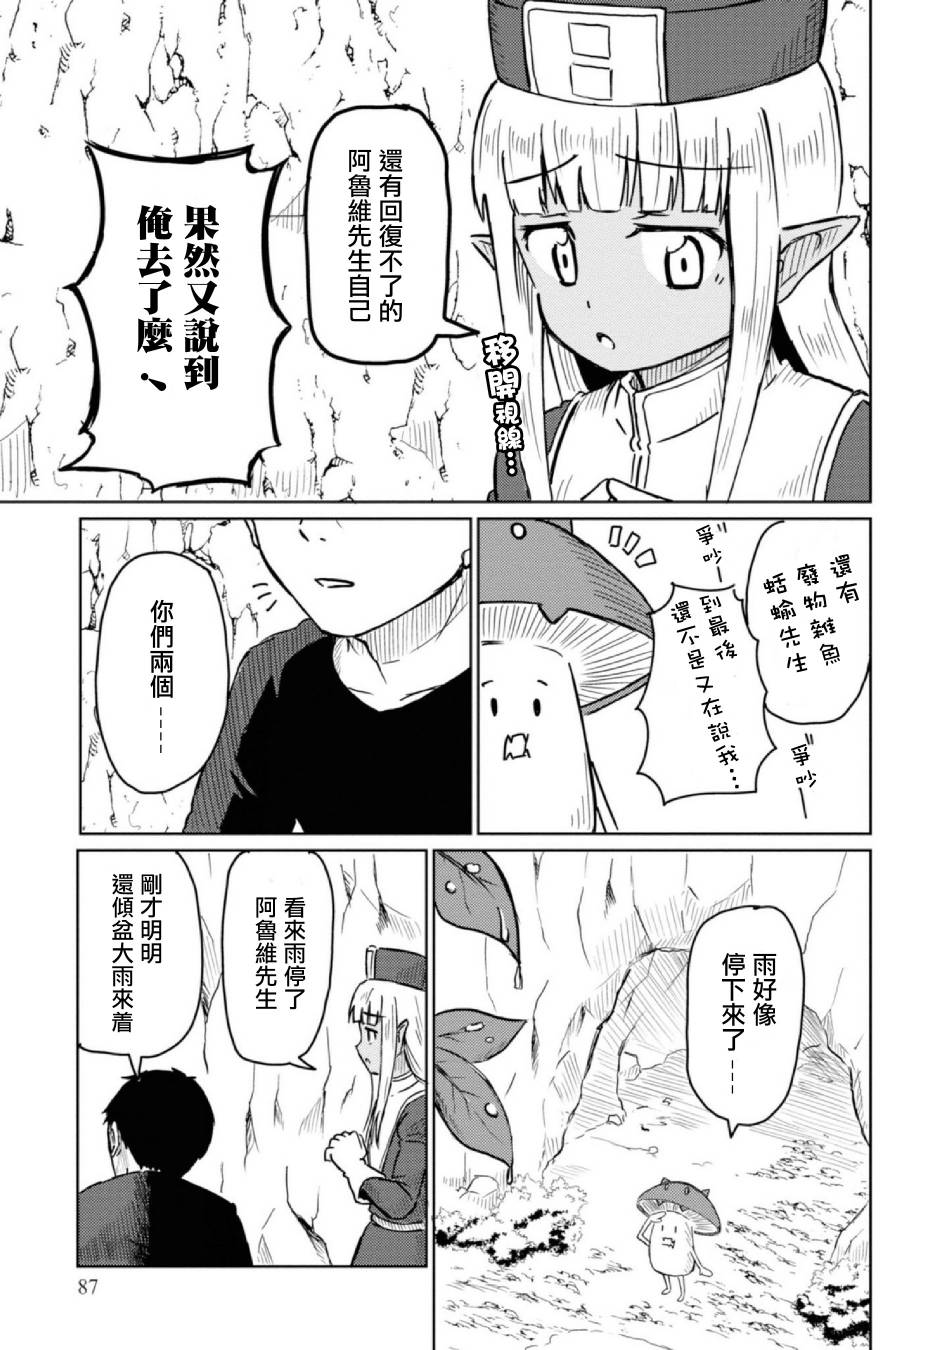 還有回復不了的
阿魯維先生自己
移開視線…
果然又說到
俺去了麼！
還有
廢物雜魚
蛞蝓先生
爭吵
到最後
還不是又在說我…
爭吵
你們兩個……
雨好像
停下來了……
看來雨停了
阿魯維先生
剛才明明
還傾盆大雨來着
87